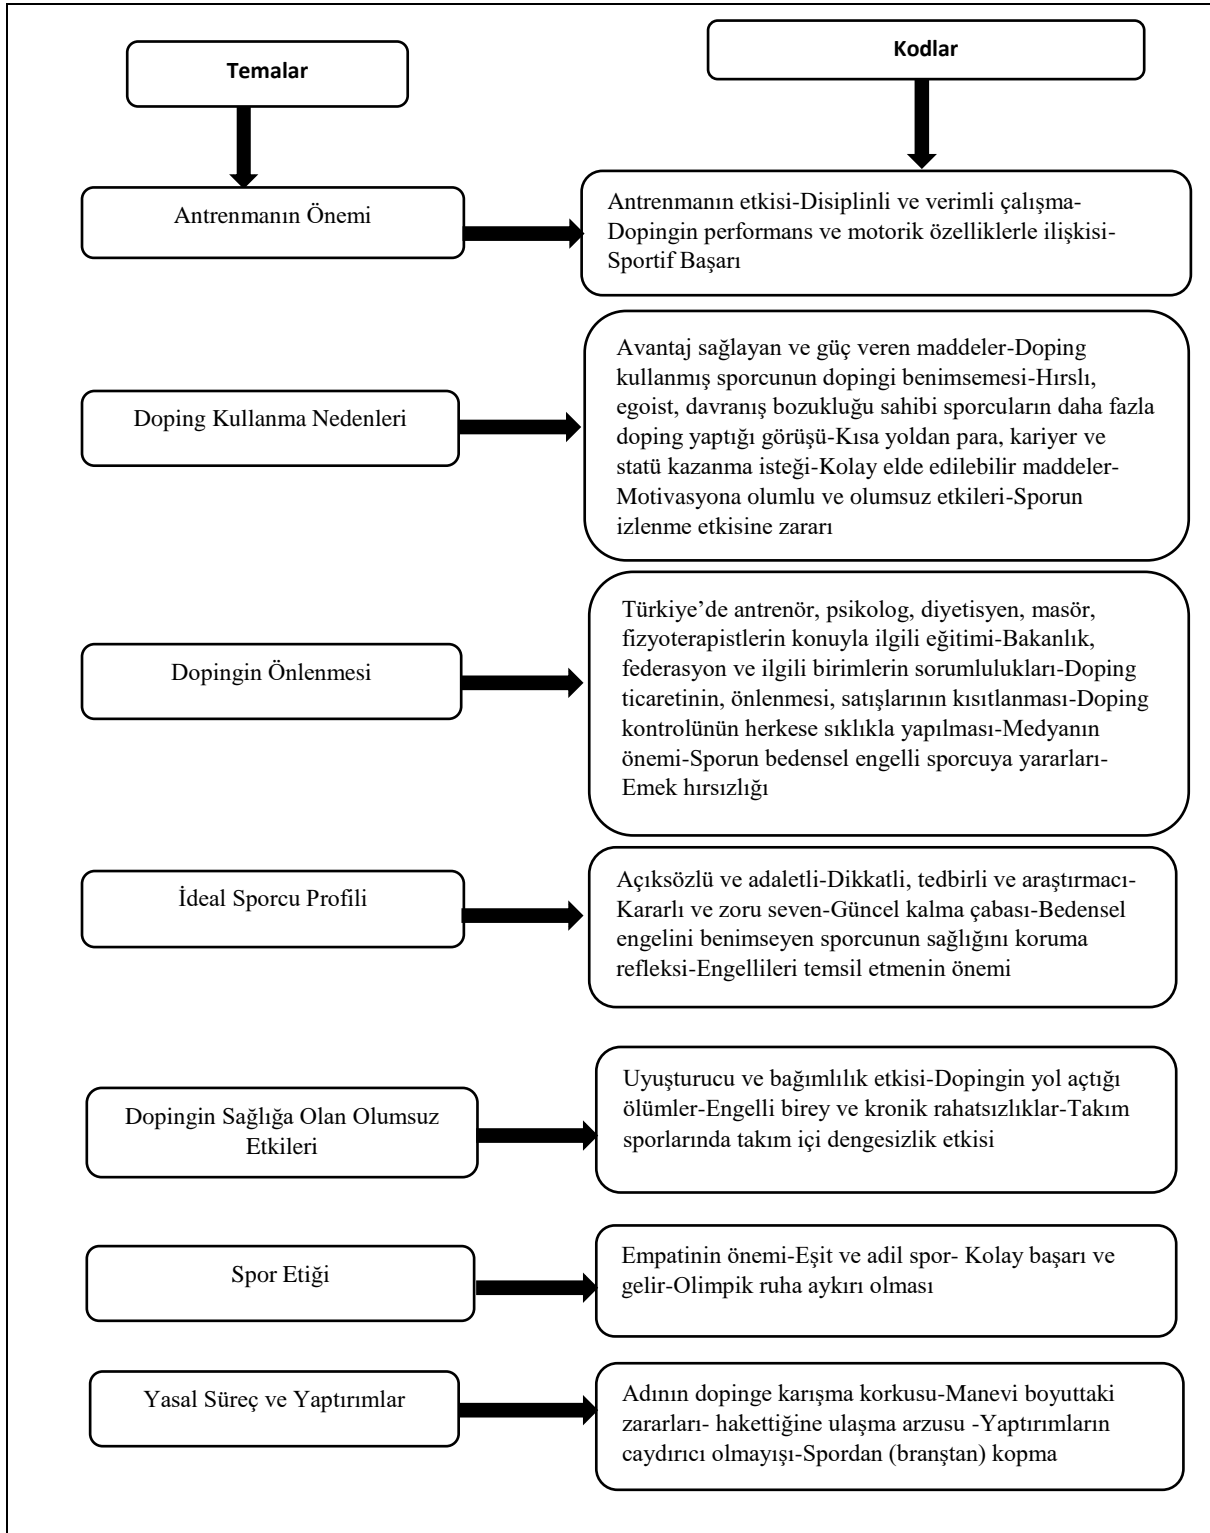 Temalar
Kodlar
Antrenmanın Önemi
Antrenmanın etkisi-Disiplinli ve verimli çalışma-
Dopingin performans ve motorik özelliklerle ilişkisi-
Sportif Başarı
Doping Kullanma Nedenleri
Avantaj sağlayan ve güç veren maddeler-Doping
kullanmış sporcunun dopingi benimsemesi-Hırslı,
egoist, davranış bozukluğu sahibi sporcuların daha fazla
doping yaptığı görüşü-Kısa yoldan para, kariyer ve
statü kazanma isteği-Kolay elde edilebilir maddeler-
Motivasyona olumlu ve olumsuz etkileri-Sporun
izlenme etkisine zararı
Dopingin Önlenmesi
Türkiye’de antrenör, psikolog, diyetisyen, masör,
fizyoterapistlerin konuyla ilgili eğitimi-Bakanlık,
federasyon ve ilgili birimlerin sorumlulukları-Doping
ticaretinin, önlenmesi, satışlarının kısıtlanması-Doping
kontrolünün herkese sıklıkla yapılması-Medyanın
önemi-Sporun bedensel engelli sporcuya yararları-
Emek hırsızlığı
İdeal Sporcu Profili
Açıksözlü ve adaletli-Dikkatli, tedbirli ve araştırmacı-
Kararlı ve zoru seven-Güncel kalma çabası-Bedensel
engelini benimseyen sporcunun sağlığını koruma
refleksi-Engellileri temsil etmenin önemi
Dopingin Sağlığa Olan Olumsuz
Etkileri
Uyuşturucu ve bağımlılık etkisi-Dopingin yol açtığı
ölümler-Engelli birey ve kronik rahatsızlıklar-Takım
sporlarında takım içi dengesizlik etkisi
Spor Etiği
Empatinin önemi-Eşit ve adil spor- Kolay başarı ve
gelir-Olimpik ruha aykırı olması
Yasal Süreç ve Yaptırımlar
Adının dopinge karışma korkusu-Manevi boyuttaki
zararları- hakettiğine ulaşma arzusu -Yaptırımların
caydırıcı olmayışı-Spordan (branştan) kopma